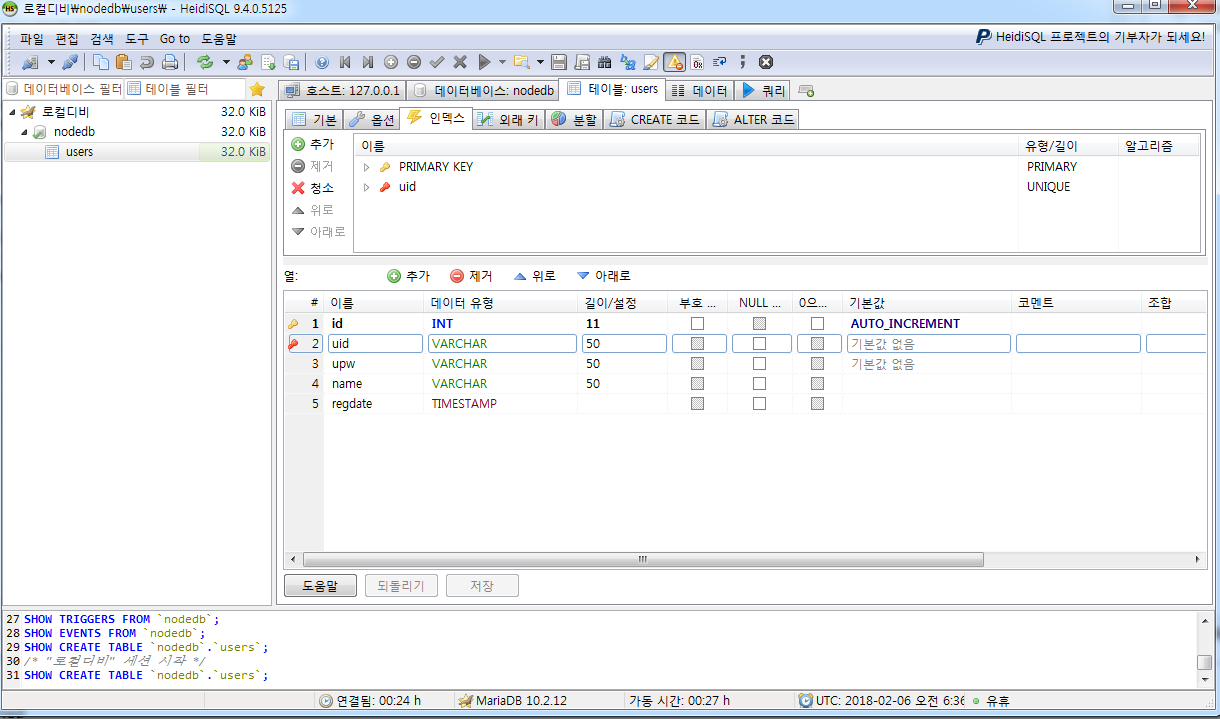 로컬디비\nodedb\users\ - HeidiSQL 9.4.0.5125
파일 편집 검색 도구 Go to 도움말 HeidiSQL 프로젝트의 기부자가 되세요!
데이터베이스 필터 테이블 필터 호스트: 127.0.0.1 데이터베이스: nodedb 테이블: users 데이터 쿼리
로컬디비 32.0 KiB
nodedb 32.0 KiB
users 32.0 KiB
기본 옵션 인덱스 외래 키 분할 CREATE 코드 ALTER 코드
추가
제거
청소
위로
아래로
이름 유형/길이 알고리즘
PRIMARY KEY PRIMARY
uid UNIQUE
열: 추가 제거 위로 아래로
# 이름 데이터 유형 길이/설정 부호 ... NULL ... 0으... 기본값 코멘트 조합
1 id INT 11 AUTO_INCREMENT
2 uid VARCHAR 50 기본값 없음
3 upw VARCHAR 50 기본값 없음
4 name VARCHAR 50
5 regdate TIMESTAMP
도움말 되돌리기 저장
27 SHOW TRIGGERS FROM `nodedb`;
28 SHOW EVENTS FROM `nodedb`;
29 SHOW CREATE TABLE `nodedb`.`users`;
30 /* "로컬디비" 세션 시작 */
31 SHOW CREATE TABLE `nodedb`.`users`;
연결됨: 00:24 h MariaDB 10.2.12 가동 시간: 00:27 h UTC: 2018-02-06 오전 6:36 유휴